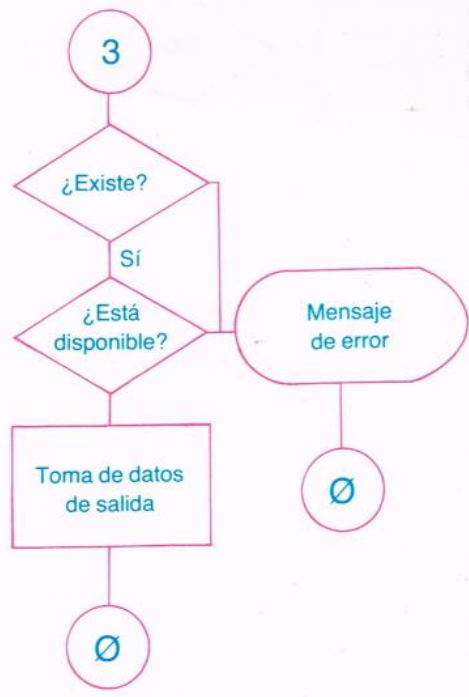 3
¿Existe?
Sí
¿Está
disponible?
Mensaje
de error
Toma de datos
de salida
Ø
Ø